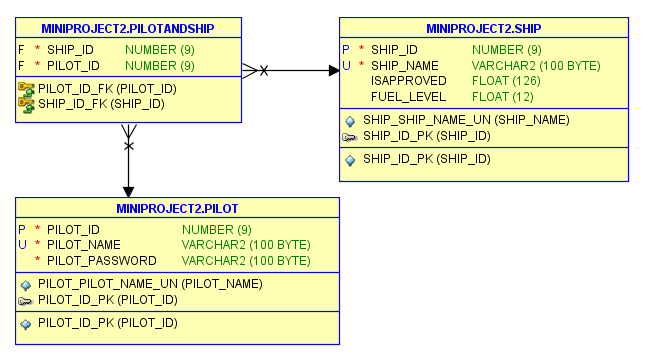 MINIPROJECT2.PILOTANDSHIP
F * SHIP_ID NUMBER (9)
F * PILOT_ID NUMBER (9)
PILOT_ID_FK (PILOT_ID)
SHIP_ID_FK (SHIP_ID)
MINIPROJECT2.SHIP
P * SHIP_ID NUMBER (9)
U * SHIP_NAME VARCHAR2 (100 BYTE)
ISAPPROVED FLOAT (126)
FUEL_LEVEL FLOAT (12)
SHIP_SHIP_NAME_UN (SHIP_NAME)
SHIP_ID_PK (SHIP_ID)
SHIP_ID_PK (SHIP_ID)
MINIPROJECT2.PILOT
P * PILOT_ID NUMBER (9)
U * PILOT_NAME VARCHAR2 (100 BYTE)
* PILOT_PASSWORD VARCHAR2 (100 BYTE)
PILOT_PILOT_NAME_UN (PILOT_NAME)
PILOT_ID_PK (PILOT_ID)
PILOT_ID_PK (PILOT_ID)